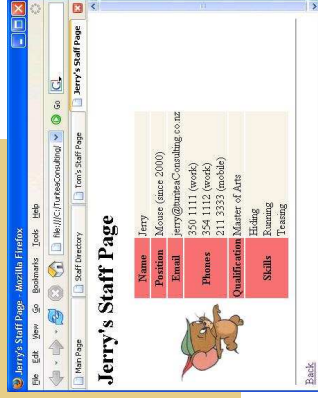 Jerry's Staff Page - Mozilla Firefox
File Edit View Go Bookmarks Tools Help
file:///C:/TuriteaConsulting/ Go
Main Page Staff Directory Tom's Staff Page Jerry's Staff Page
Jerry's Staff Page
Name Jerry
Position Mouse (since 2000)
Email jerry@turiteaConsulting.co.nz
Phones 350 1111 (work)
354 1112 (work)
211 3333 (mobile)
Qualification Master of Arts
Skills Hiding
Running
Teasing
Back